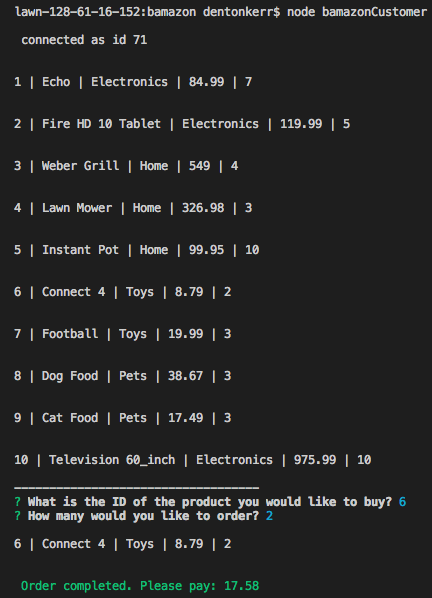 lawn-128-61-16-152:bamazon dentonkerr$ node bamazonCustomer
connected as id 71
1 | Echo | Electronics | 84.99 | 7
2 | Fire HD 10 Tablet | Electronics | 119.99 | 5
3 | Weber Grill | Home | 549 | 4
4 | Lawn Mower | Home | 326.98 | 3
5 | Instant Pot | Home | 99.95 | 10
6 | Connect 4 | Toys | 8.79 | 2
7 | Football | Toys | 19.99 | 3
8 | Dog Food | Pets | 38.67 | 3
9 | Cat Food | Pets | 17.49 | 3
10 | Television 60_inch | Electronics | 975.99 | 10
-----------------------------------
? What is the ID of the product you would like to buy? 6
? How many would you like to order? 2
6 | Connect 4 | Toys | 8.79 | 2
Order completed. Please pay: 17.58